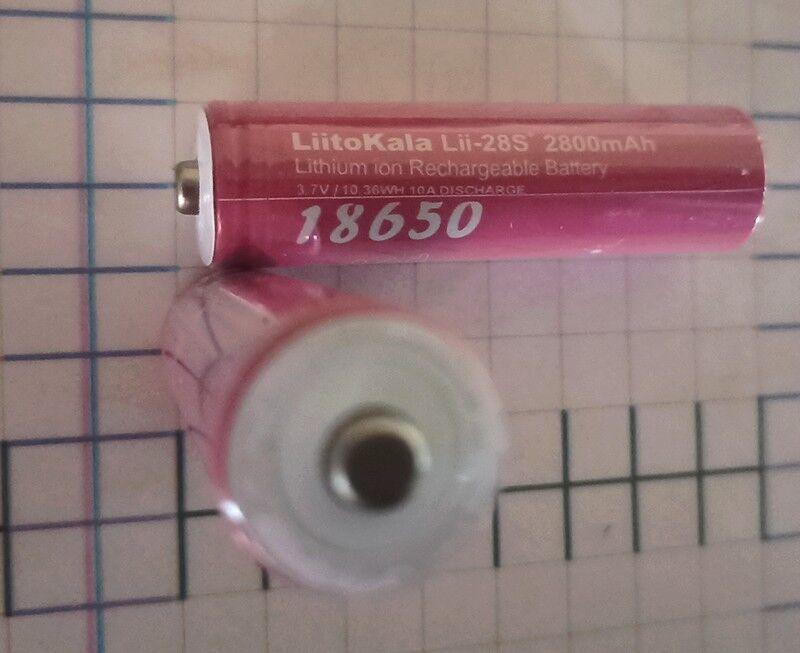 LiitoKala Lii-28S 2800mAh
Lithium ion Rechargeable Battery
3.7V / 10.36WH 10A DISCHARGE
18650